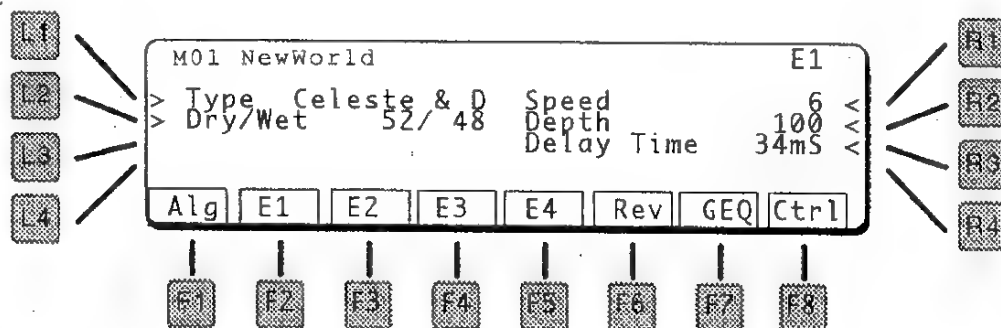 L1
R1
M01 NewWorld E1
L2
R2
> Type Celeste & D Speed 6 <
> Dry/Wet 52/ 48 Depth 100 <
Delay Time 34mS <
L3
R3
L4
R4
Alg E1 E2 E3 E4 Rev GEQ Ctrl
F1 F2 F3 F4 F5 F6 F7 F8